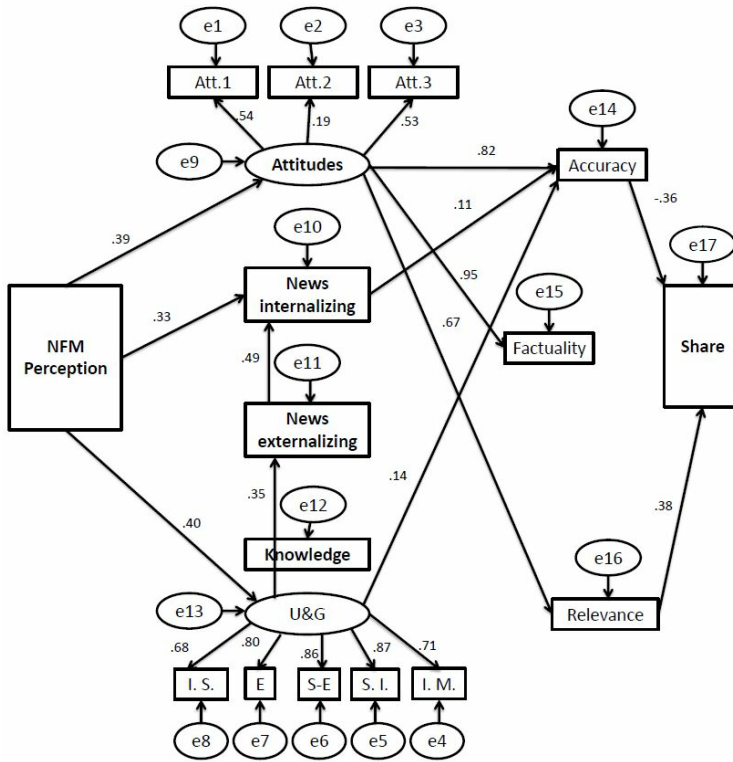 e1
e2
e3
Att.1
Att.2
Att.3
.54
.19
.53
e14
e9
Attitudes
.82
Accuracy
.39
e10
.11
-.36
e17
News
internalizing
.33
.95
e15
.67
NFM
Perception
.49
e11
Factuality
Share
News
externalizing
.35
e12
.14
.38
.40
Knowledge
e16
e13
U&G
Relevance
.68
.80
.86
.87
.71
I. S.
E
S-E
S. I.
I. M.
e8
e7
e6
e5
e4